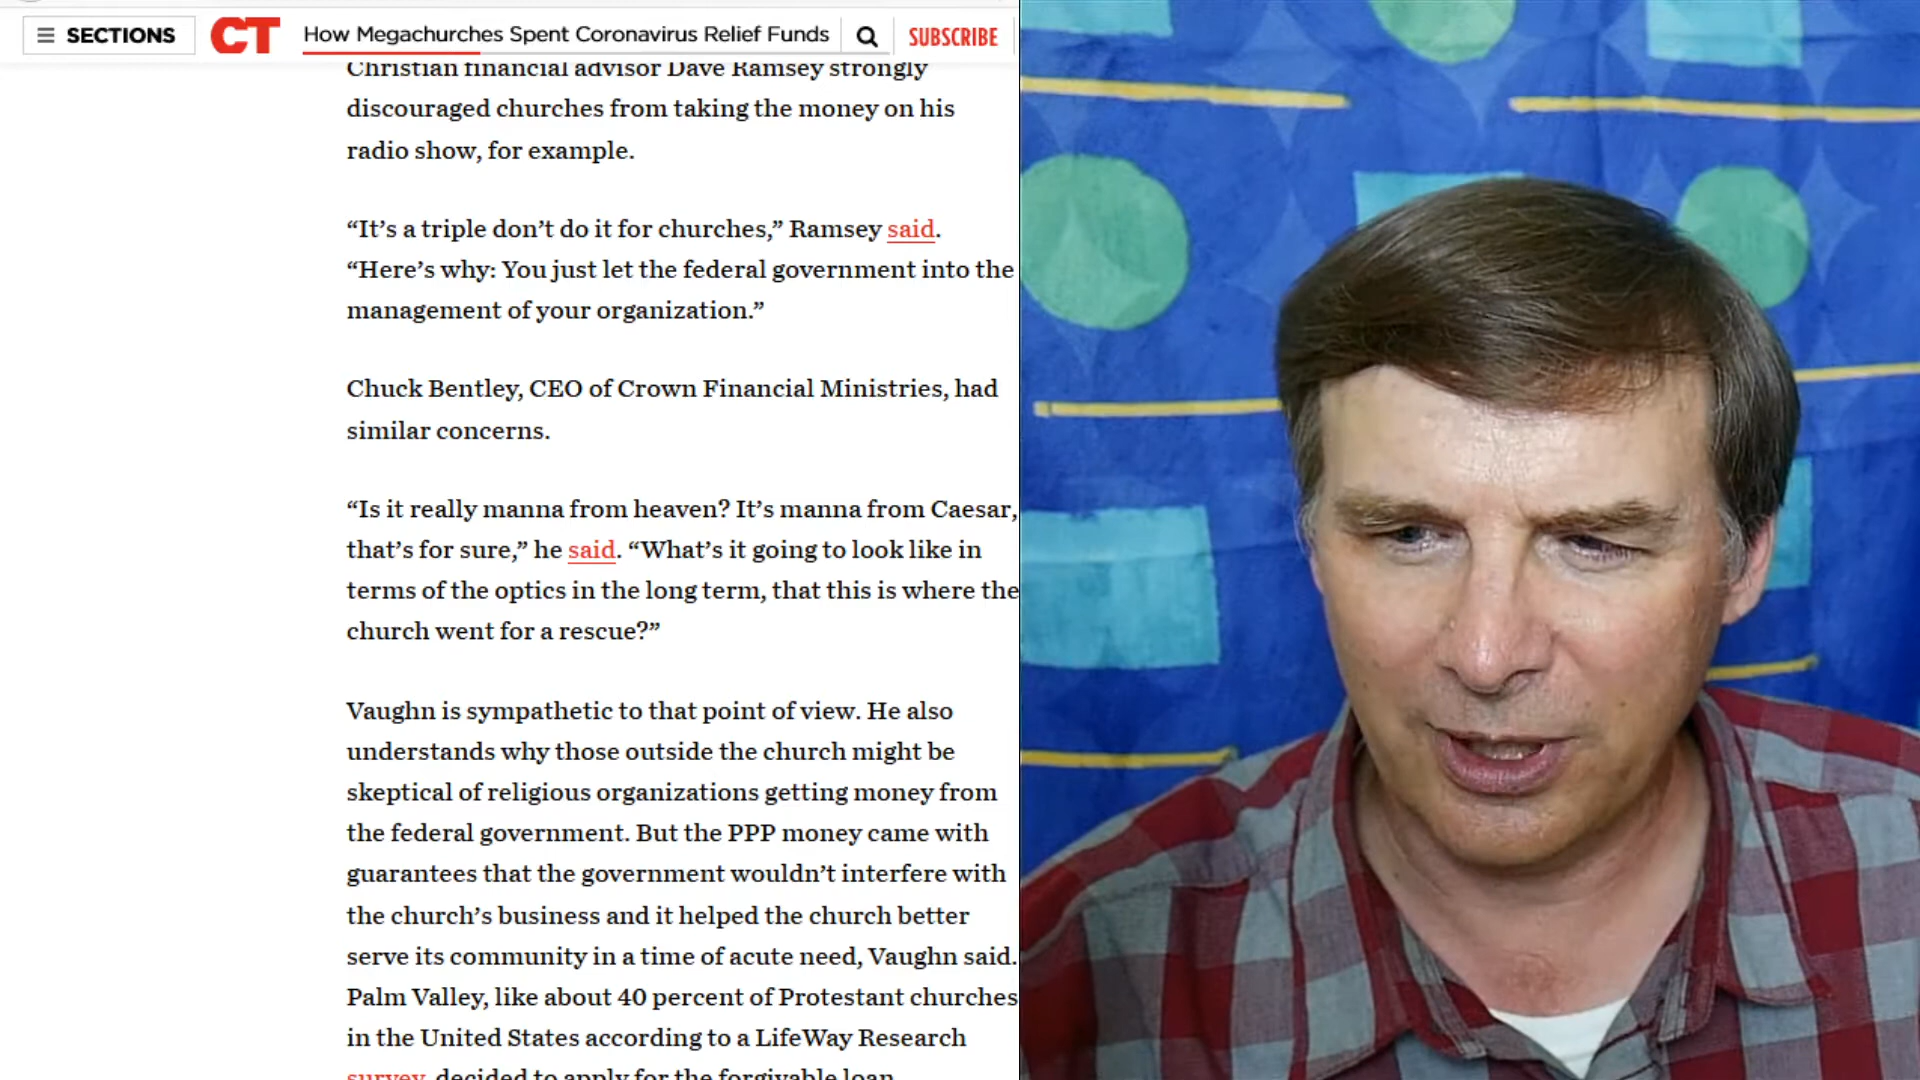 SECTIONS CT How Megachurches Spent Coronavirus Relief Funds SUBSCRIBE
Christian financial advisor Dave Ramsey strongly
discouraged churches from taking the money on his
radio show, for example.
“It’s a triple don’t do it for churches,” Ramsey said.
“Here’s why: You just let the federal government into the
management of your organization.”
Chuck Bentley, CEO of Crown Financial Ministries, had
similar concerns.
“Is it really manna from heaven? It’s manna from Caesar,
that’s for sure,” he said. “What’s it going to look like in
terms of the optics in the long term, that this is where the
church went for a rescue?”
Vaughn is sympathetic to that point of view. He also
understands why those outside the church might be
skeptical of religious organizations getting money from
the federal government. But the PPP money came with
guarantees that the government wouldn’t interfere with
the church’s business and it helped the church better
serve its community in a time of acute need, Vaughn said.
Palm Valley, like about 40 percent of Protestant churches
in the United States according to a LifeWay Research
survey, decided to apply for the forgivable loan